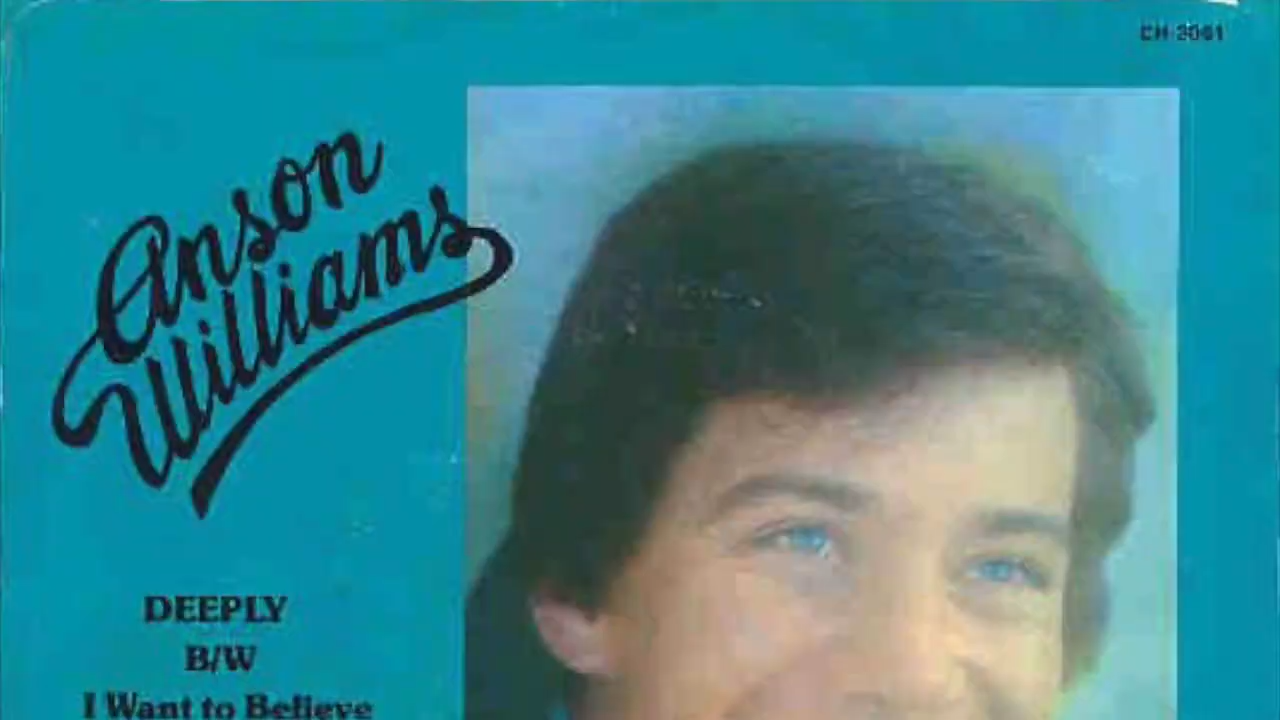 CH-2061
Anson
Williams
DEEPLY
B/W
I Want to Believe